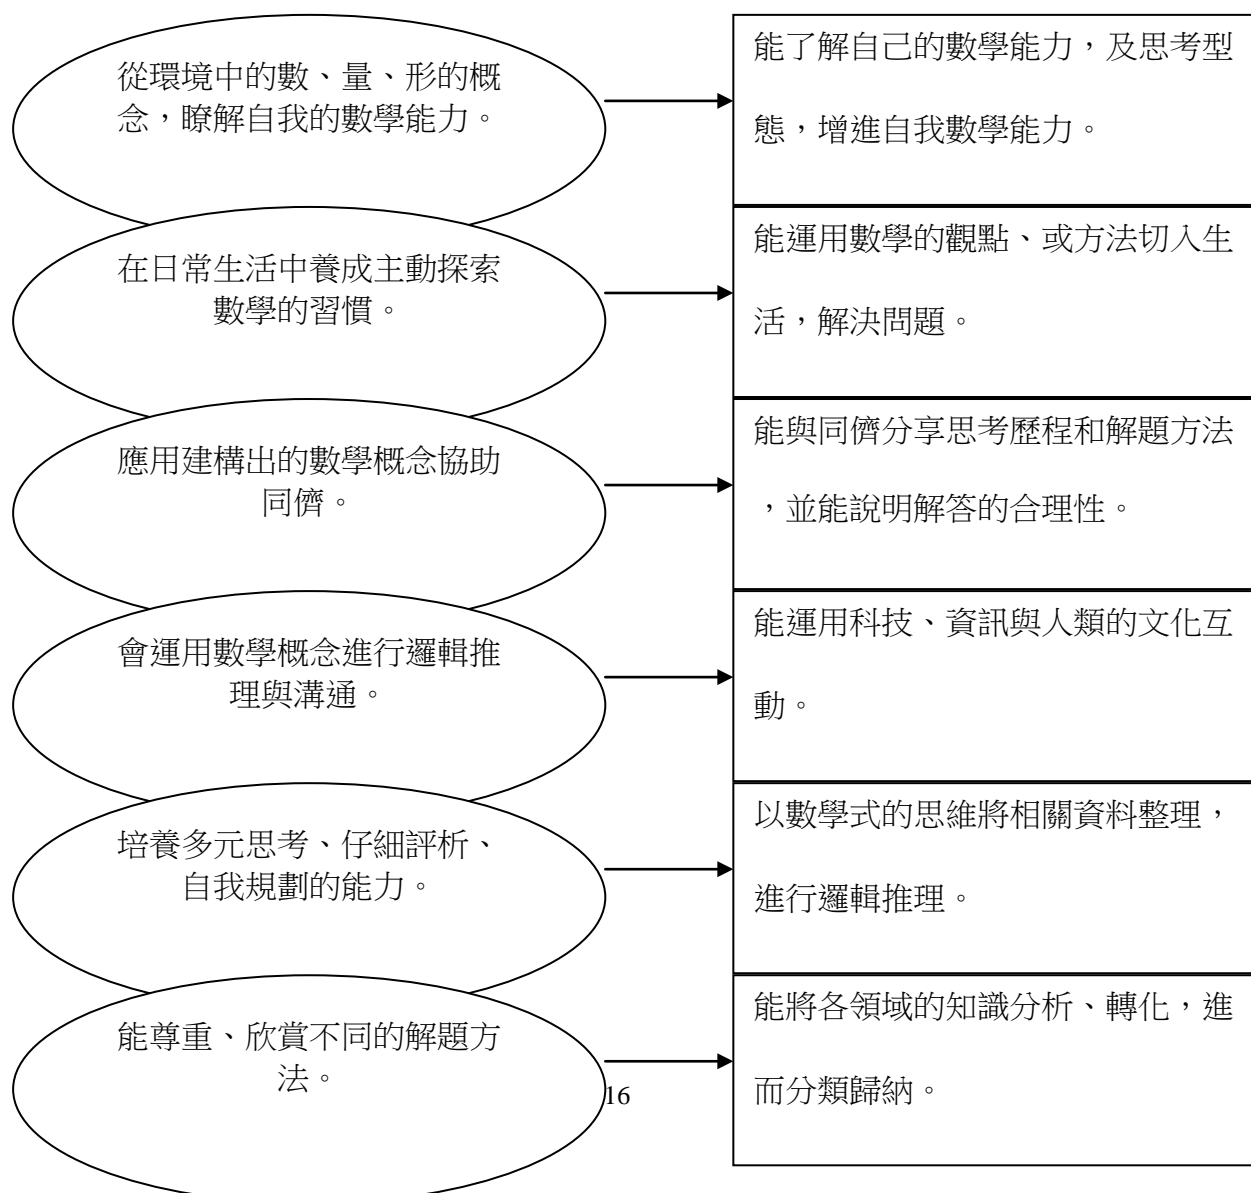 從環境中的數、量、形的概
念，瞭解自我的數學能力。
能了解自己的數學能力，及思考型
態，增進自我數學能力。
在日常生活中養成主動探索
數學的習慣。
能運用數學的觀點、或方法切入生
活，解決問題。
應用建構出的數學概念協助
同儕。
能與同儕分享思考歷程和解題方法
，並能說明解答的合理性。
會運用數學概念進行邏輯推
理與溝通。
能運用科技、資訊與人類的文化互
動。
培養多元思考、仔細評析、
自我規劃的能力。
以數學式的思維將相關資料整理，
進行邏輯推理。
能尊重、欣賞不同的解題方
法。
能將各領域的知識分析、轉化，進
而分類歸納。
16